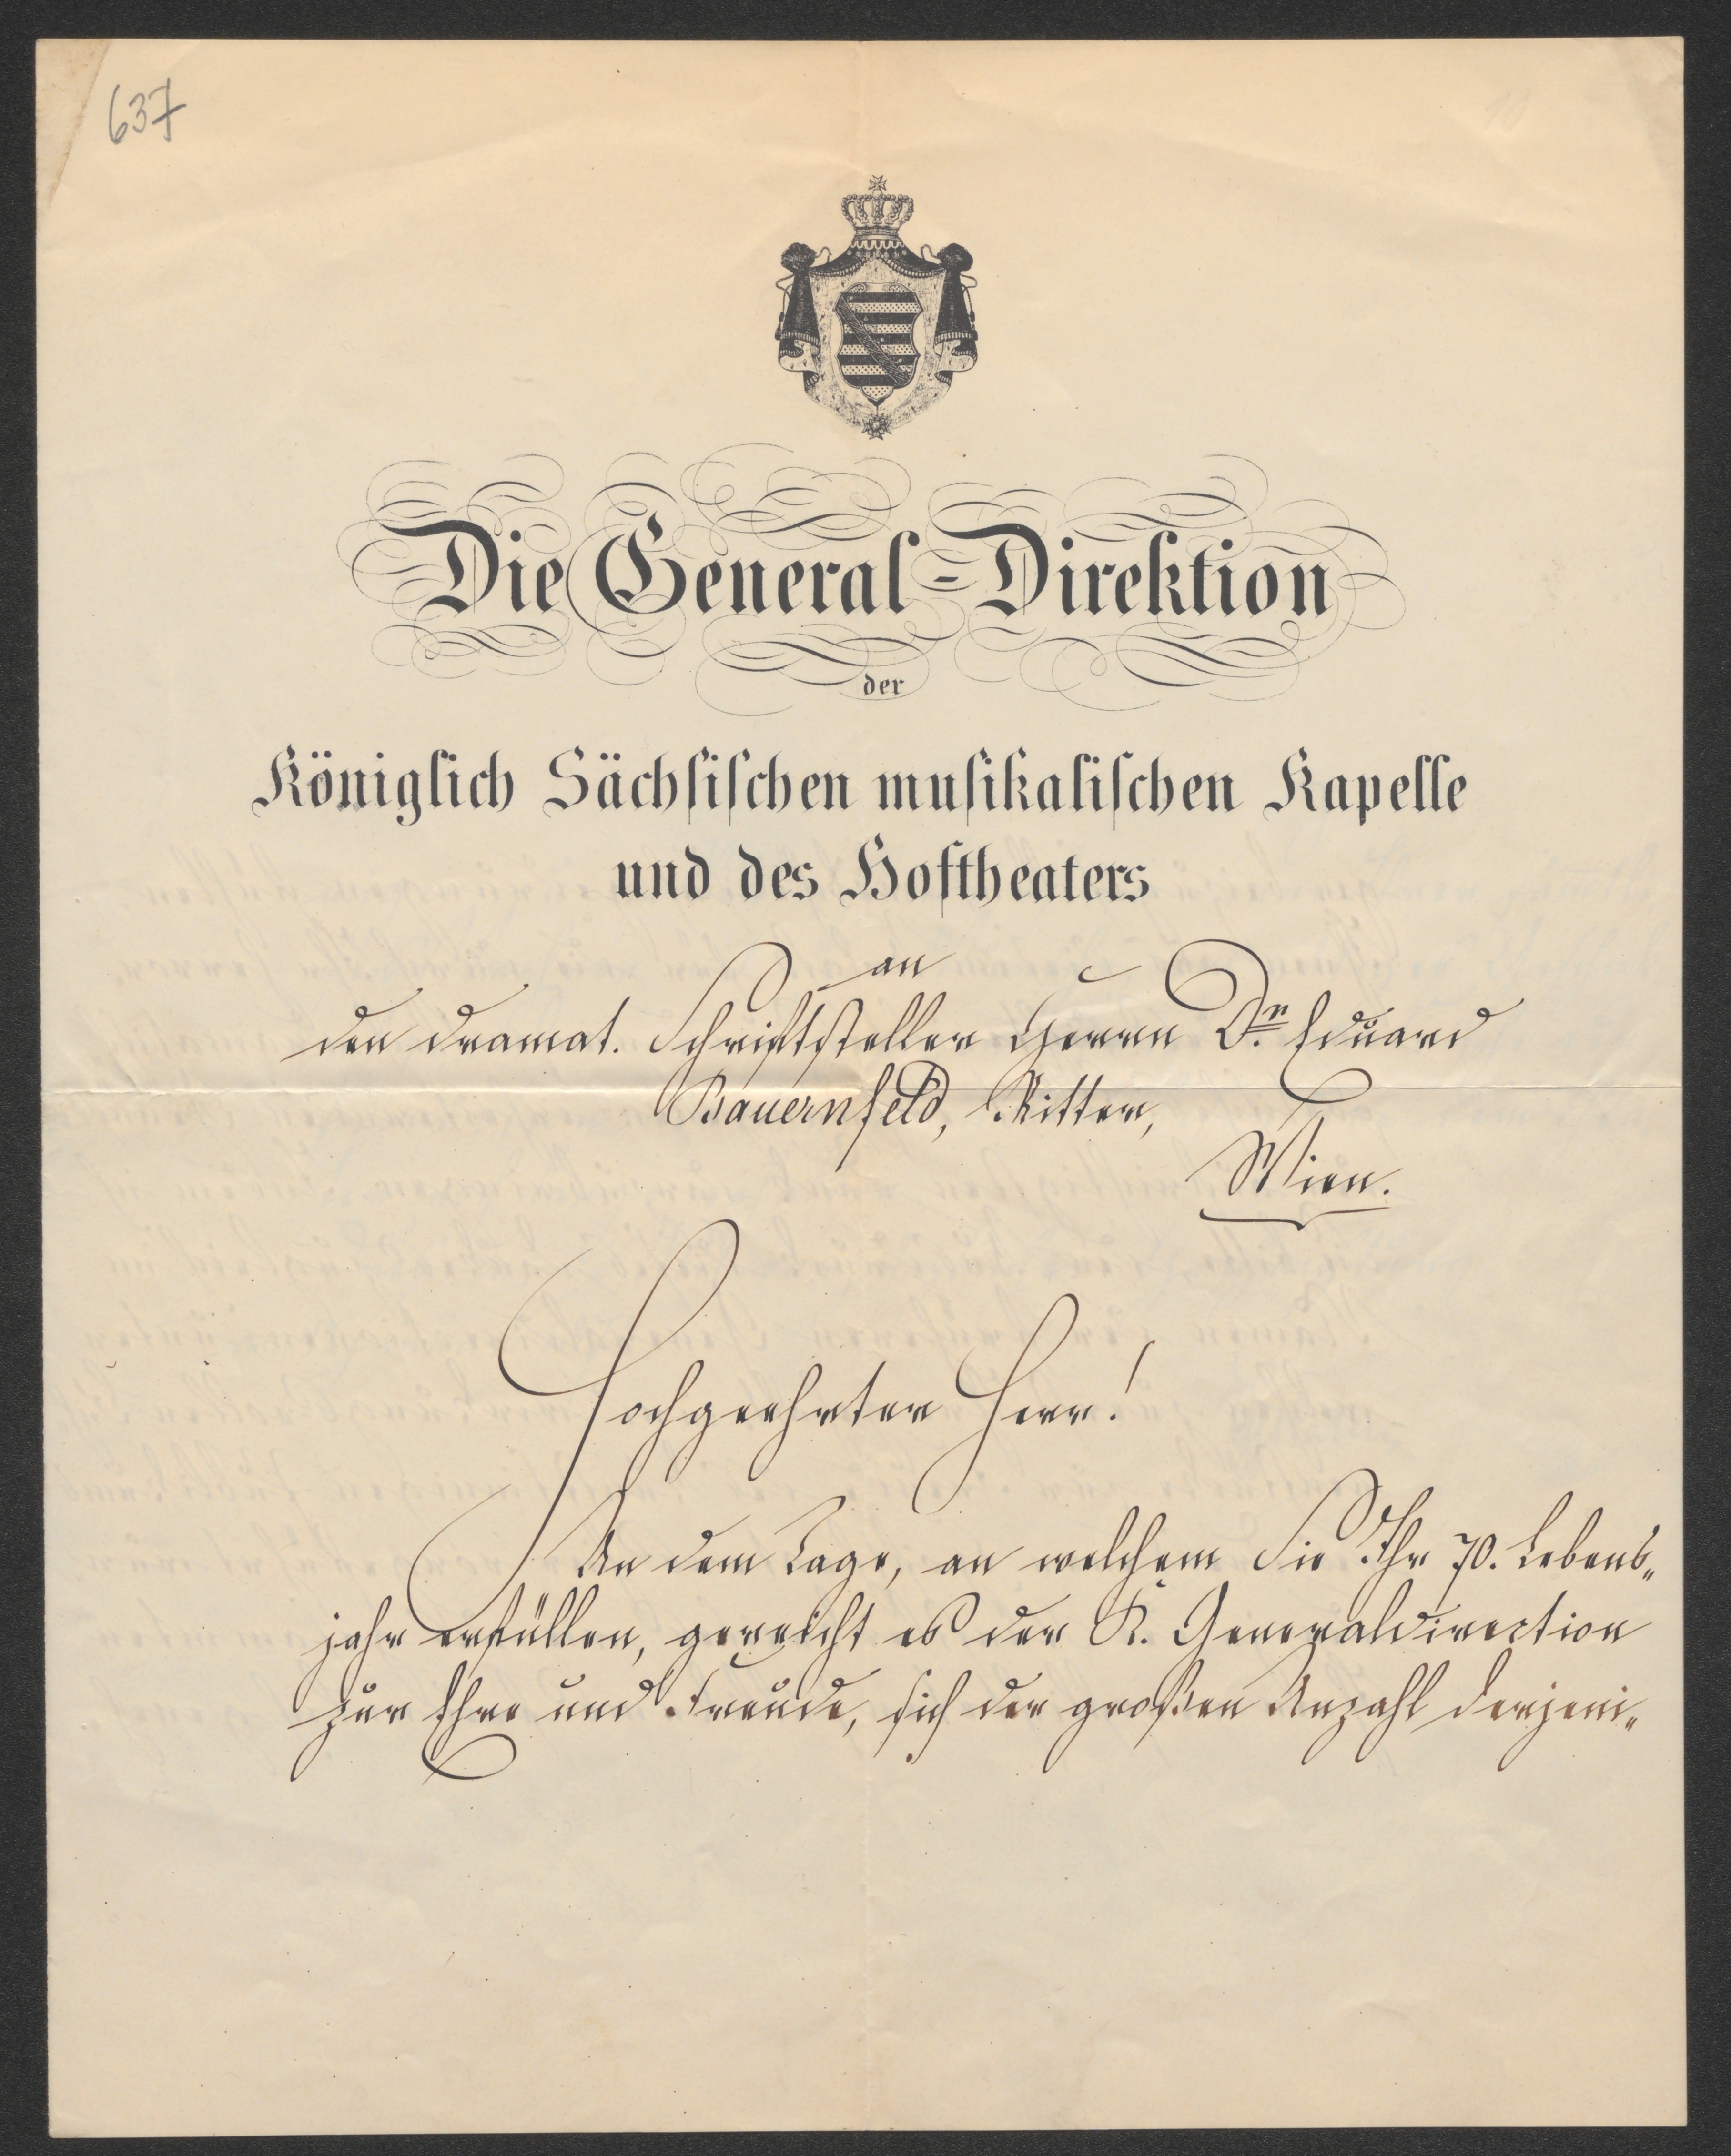 637
Die General-Direktion
der
Königlich Sächsischen musikalischen Kapelle
und des Hoftheaters
an
den dramat. Schriftsteller Herrn Dr. Eduard
Bauernfeld, Ritter,
Wien.
Hochgeehrter Herr!
An dem Tage, an welchem Sie Ihr 70. Lebens„
jahr erfüllen, gereicht es der K. Generaldirection
zur Ehre und Freude, sich der großen Anzahl derjeni„